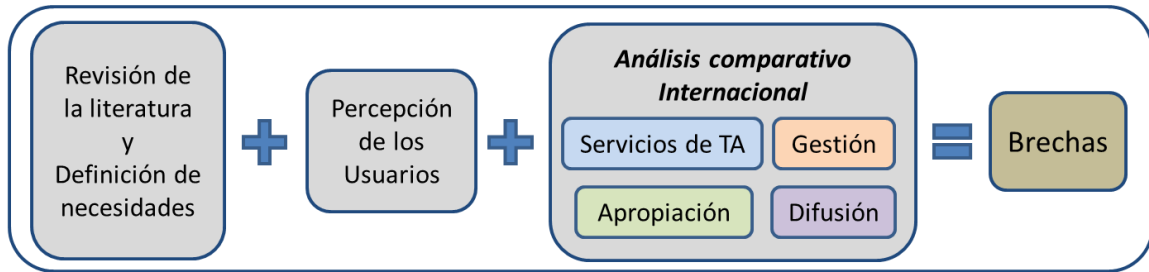 Revisión de
la literatura
y
Definición de
necesidades
Percepción
de los
Usuarios
Análisis comparativo
Internacional
Servicios de TA
Gestión
Apropiación
Difusión
Brechas